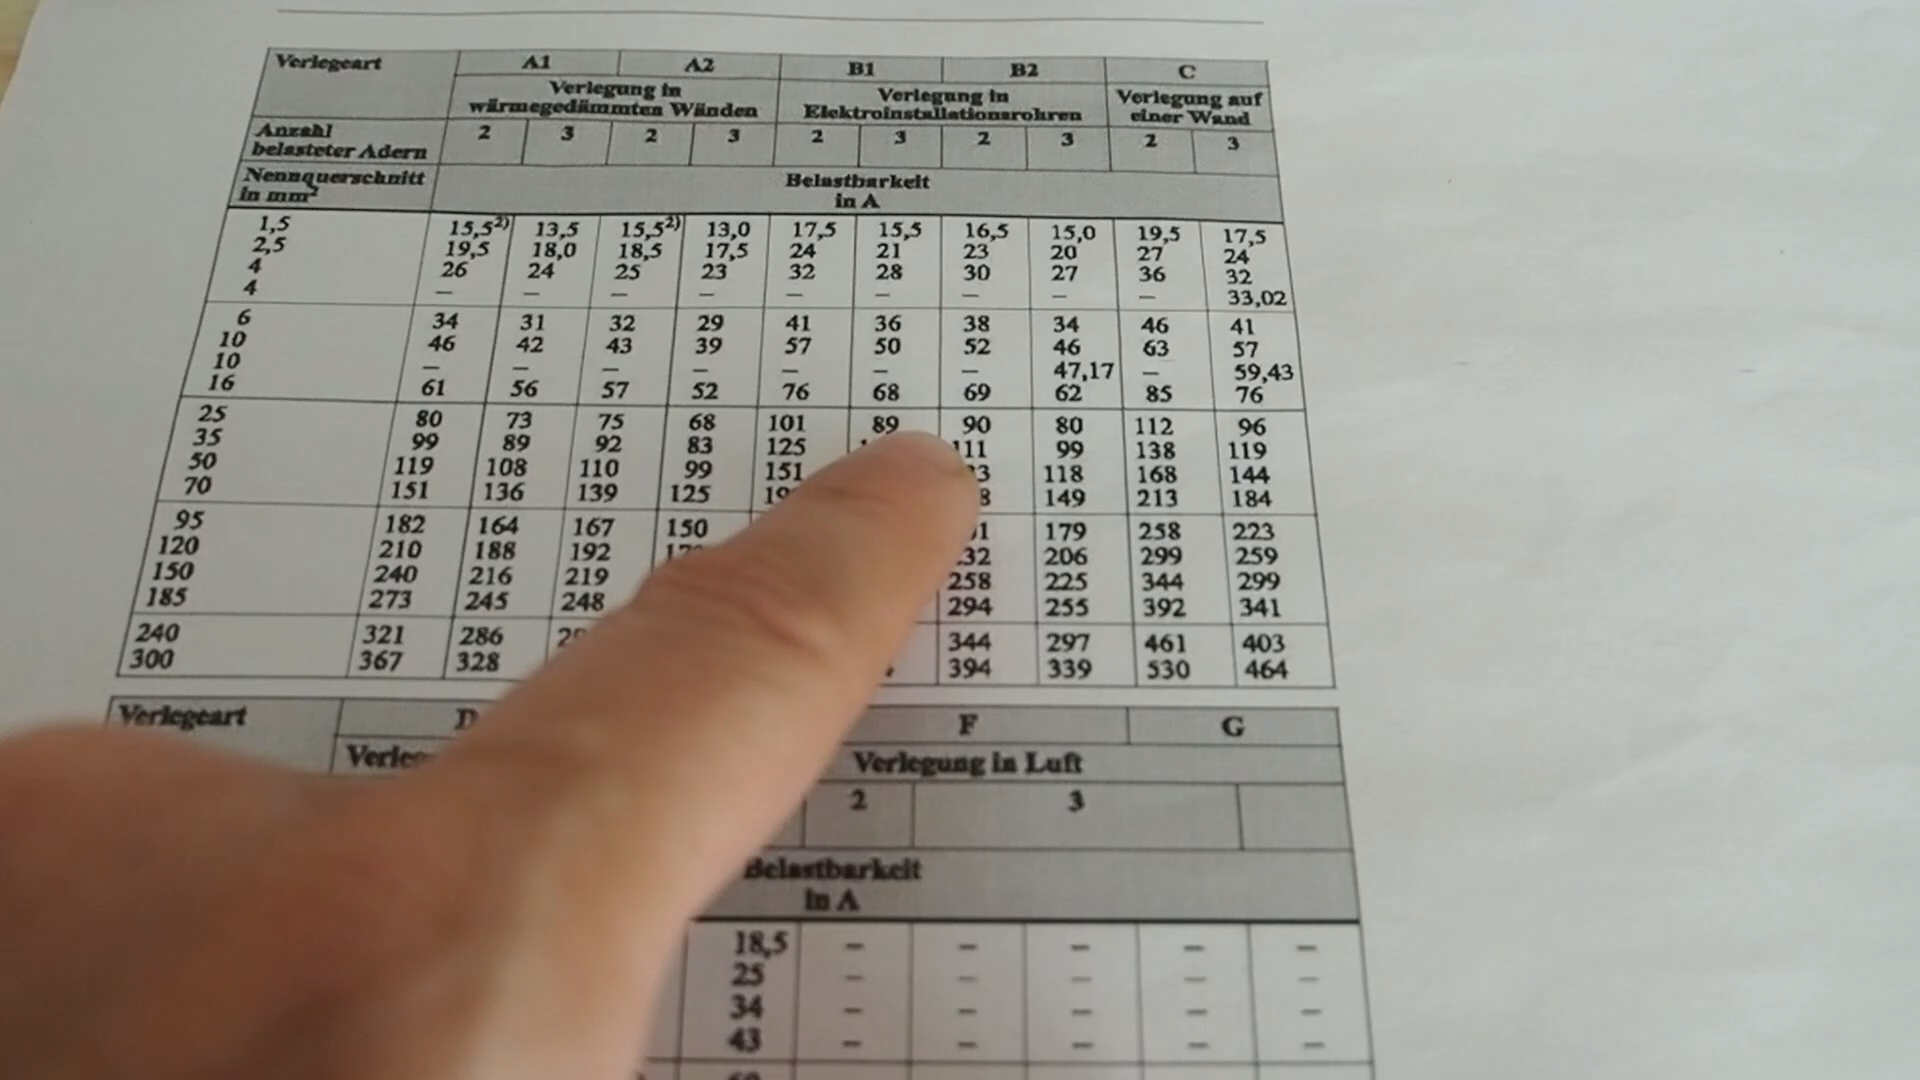 Verlegeart A1 A2 B1 B2 C
Verlegung in wärmegedämmten Wänden Verlegung in Elektroinstallationsrohren Verlegung auf einer Wand
Anzahl belasteter Adern 2 3 2 3 2 3 2 3 2 3
Nennquerschnitt in mm² Belastbarkeit in A
1,5 15,5²⁾ 13,5 15,5²⁾ 13,0 17,5 15,5 16,5 15,0 19,5 17,5
2,5 19,5 18,0 18,5 17,5 24 21 23 20 27 24
4 26 24 25 23 32 28 30 27 36 32
4 – – – – – – – – – 33,02
6 34 31 32 29 41 36 38 34 46 41
10 46 42 43 39 57 50 52 46 63 57
10 – – – – – – – 47,17 – 59,43
16 61 56 57 52 76 68 69 62 85 76
25 80 73 75 68 101 89 90 80 112 96
35 99 89 92 83 125 111 99 138 119
50 119 108 110 99 151 118 168 144
70 151 136 139 125 149 213 184
95 182 164 167 150 179 258 223
120 210 188 192 206 299 259
150 240 216 219 258 225 344 299
185 273 245 248 294 255 392 341
240 321 286 344 297 461 403
300 367 328 394 339 530 464
Verlegeart D F G
Verlegung in Luft
2 3
Belastbarkeit in A
18,5 – – – – –
25 – – – – –
34 – – – – –
43 – – – – –